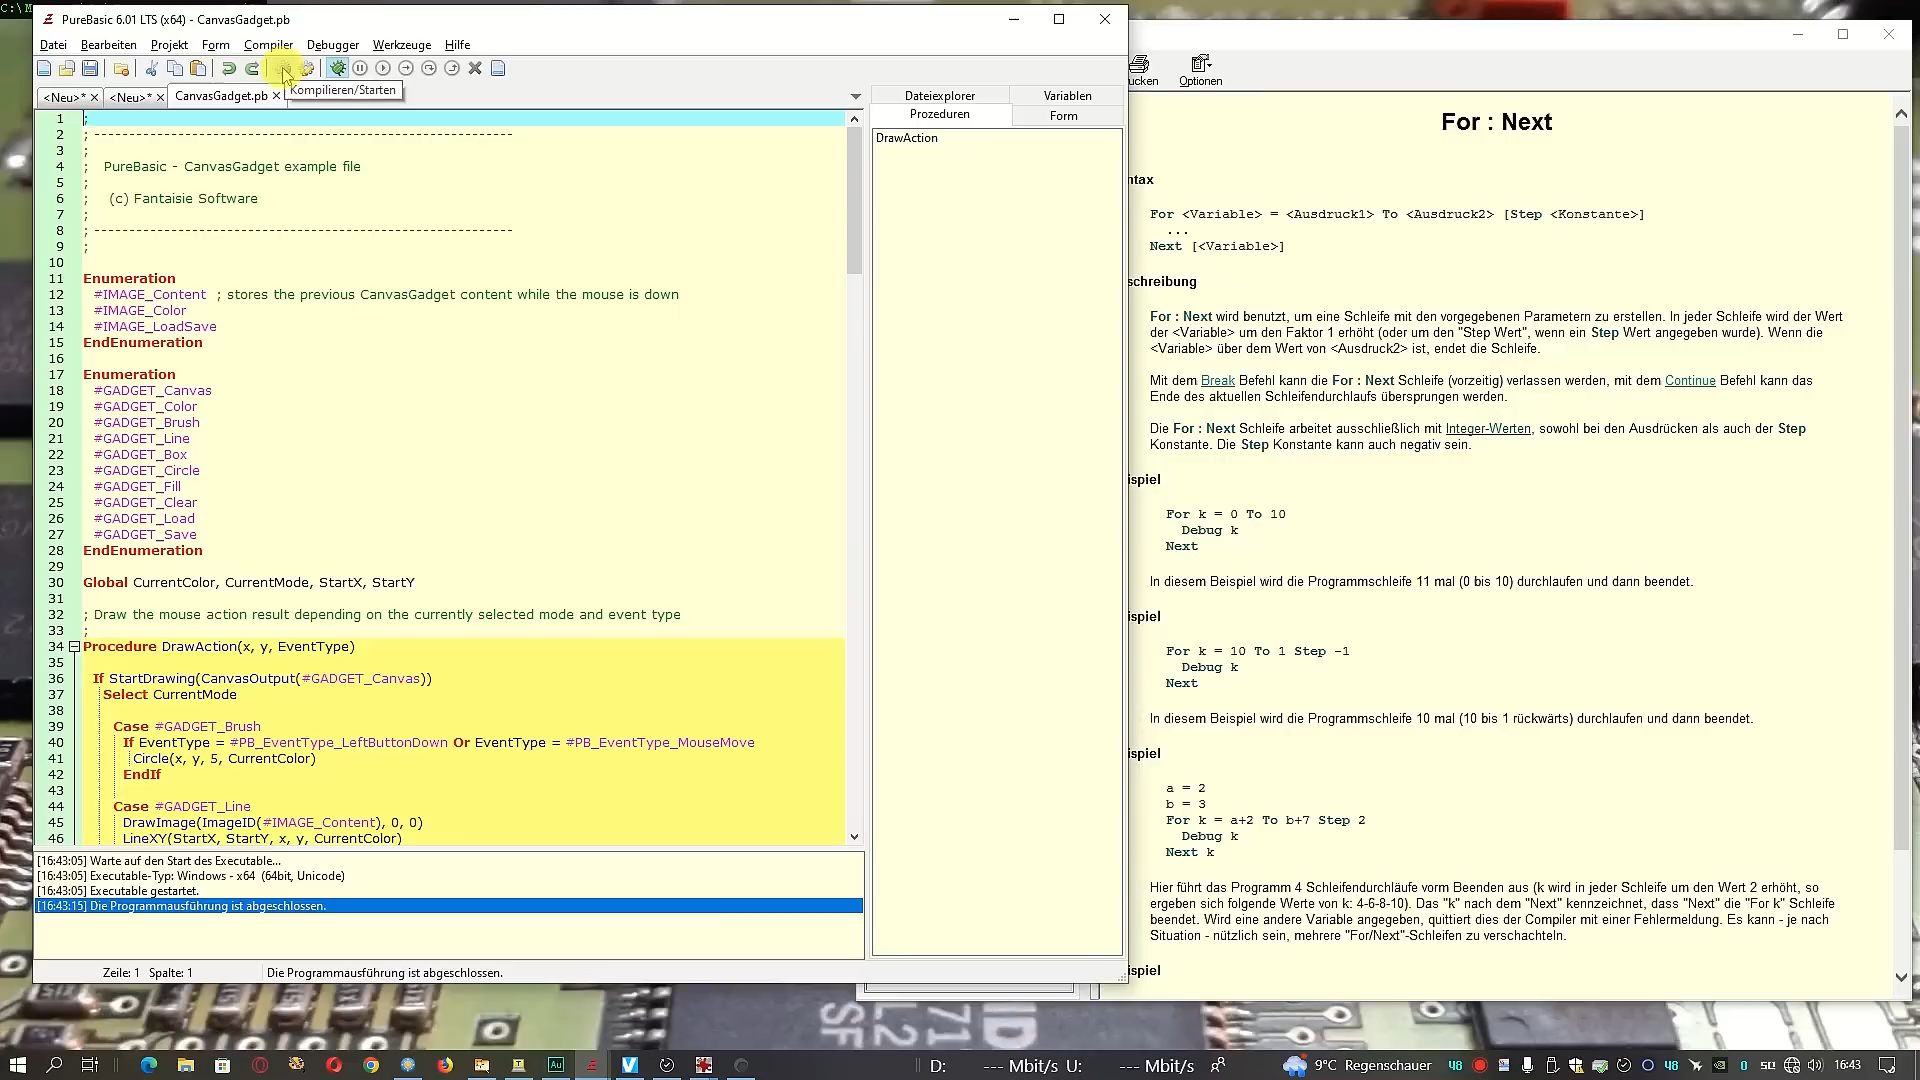 C:\M
PureBasic 6.01 LTS (x64) - CanvasGadget.pb
Datei Bearbeiten Projekt Form Compiler Debugger Werkzeuge Hilfe
Kompilieren/Starten
<Neu>* <Neu>* CanvasGadget.pb
1 ;
2 ; ------------------------------------------------------------
3 ;
4 ;   PureBasic - CanvasGadget example file
5 ;
6 ;    (c) Fantaisie Software
7 ;
8 ; ------------------------------------------------------------
9 ;
10
11 Enumeration
12   #IMAGE_Content  ; stores the previous CanvasGadget content while the mouse is down
13   #IMAGE_Color
14   #IMAGE_LoadSave
15 EndEnumeration
16
17 Enumeration
18   #GADGET_Canvas
19   #GADGET_Color
20   #GADGET_Brush
21   #GADGET_Line
22   #GADGET_Box
23   #GADGET_Circle
24   #GADGET_Fill
25   #GADGET_Clear
26   #GADGET_Load
27   #GADGET_Save
28 EndEnumeration
29
30 Global CurrentColor, CurrentMode, StartX, StartY
31
32 ; Draw the mouse action result depending on the currently selected mode and event type
33 ;
34 Procedure DrawAction(x, y, EventType)
35
36   If StartDrawing(CanvasOutput(#GADGET_Canvas))
37     Select CurrentMode
38
39       Case #GADGET_Brush
40         If EventType = #PB_EventType_LeftButtonDown Or EventType = #PB_EventType_MouseMove
41           Circle(x, y, 5, CurrentColor)
42         EndIf
43
44       Case #GADGET_Line
45         DrawImage(ImageID(#IMAGE_Content), 0, 0)
46         LineXY(StartX, StartY, x, y, CurrentColor)
[16:43:05] Warte auf den Start des Executable...
[16:43:05] Executable-Typ: Windows - x64  (64bit, Unicode)
[16:43:05] Executable gestartet.
[16:43:15] Die Programmausführung ist abgeschlossen.
Zeile: 1   Spalte: 1   Die Programmausführung ist abgeschlossen.
Dateiexplorer Variablen
Prozeduren Form
DrawAction
ucken Optionen
For : Next
ntax
For <Variable> = <Ausdruck1> To <Ausdruck2> [Step <Konstante>]
...
Next [<Variable>]
schreibung
For : Next wird benutzt, um eine Schleife mit den vorgegebenen Parametern zu erstellen. In jeder Schleife wird der Wert
der <Variable> um den Faktor 1 erhöht (oder um den "Step Wert", wenn ein Step Wert angegeben wurde). Wenn die
<Variable> über dem Wert von <Ausdruck2> ist, endet die Schleife.
Mit dem Break Befehl kann die For : Next Schleife (vorzeitig) verlassen werden, mit dem Continue Befehl kann das
Ende des aktuellen Schleifendurchlaufs übersprungen werden.
Die For : Next Schleife arbeitet ausschließlich mit Integer-Werten, sowohl bei den Ausdrücken als auch der Step
Konstante. Die Step Konstante kann auch negativ sein.
ispiel
For k = 0 To 10
Debug k
Next
In diesem Beispiel wird die Programmschleife 11 mal (0 bis 10) durchlaufen und dann beendet.
ispiel
For k = 10 To 1 Step -1
Debug k
Next
In diesem Beispiel wird die Programmschleife 10 mal (10 bis 1 rückwärts) durchlaufen und dann beendet.
ispiel
a = 2
b = 3
For k = a+2 To b+7 Step 2
Debug k
Next k
Hier führt das Programm 4 Schleifendurchläufe vorm Beenden aus (k wird in jeder Schleife um den Wert 2 erhöht, so
ergeben sich folgende Werte von k: 4-6-8-10). Das "k" nach dem "Next" kennzeichnet, dass "Next" die "For k" Schleife
beendet. Wird eine andere Variable angegeben, quittiert dies der Compiler mit einer Fehlermeldung. Es kann - je nach
Situation - nützlich sein, mehrere "For/Next"-Schleifen zu verschachteln.
ispiel
D: --- Mbit/s U: --- Mbit/s 9°C Regenschauer 16:43